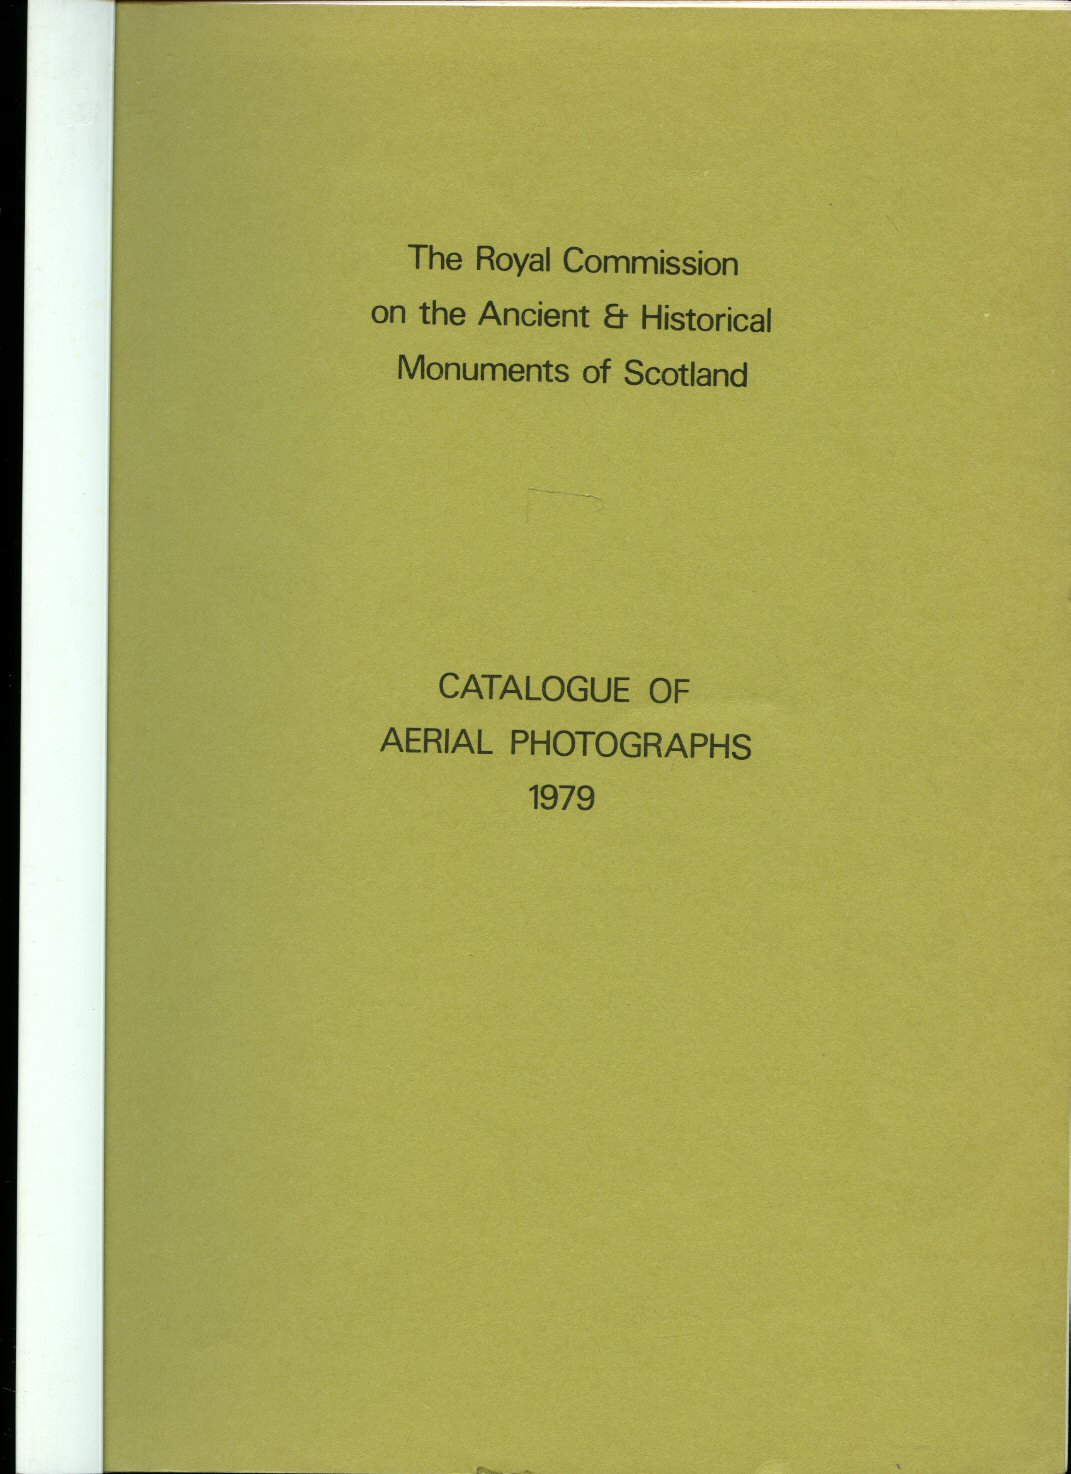 The Royal Commission
on the Ancient & Historical
Monuments of Scotland
CATALOGUE OF
AERIAL PHOTOGRAPHS
1979